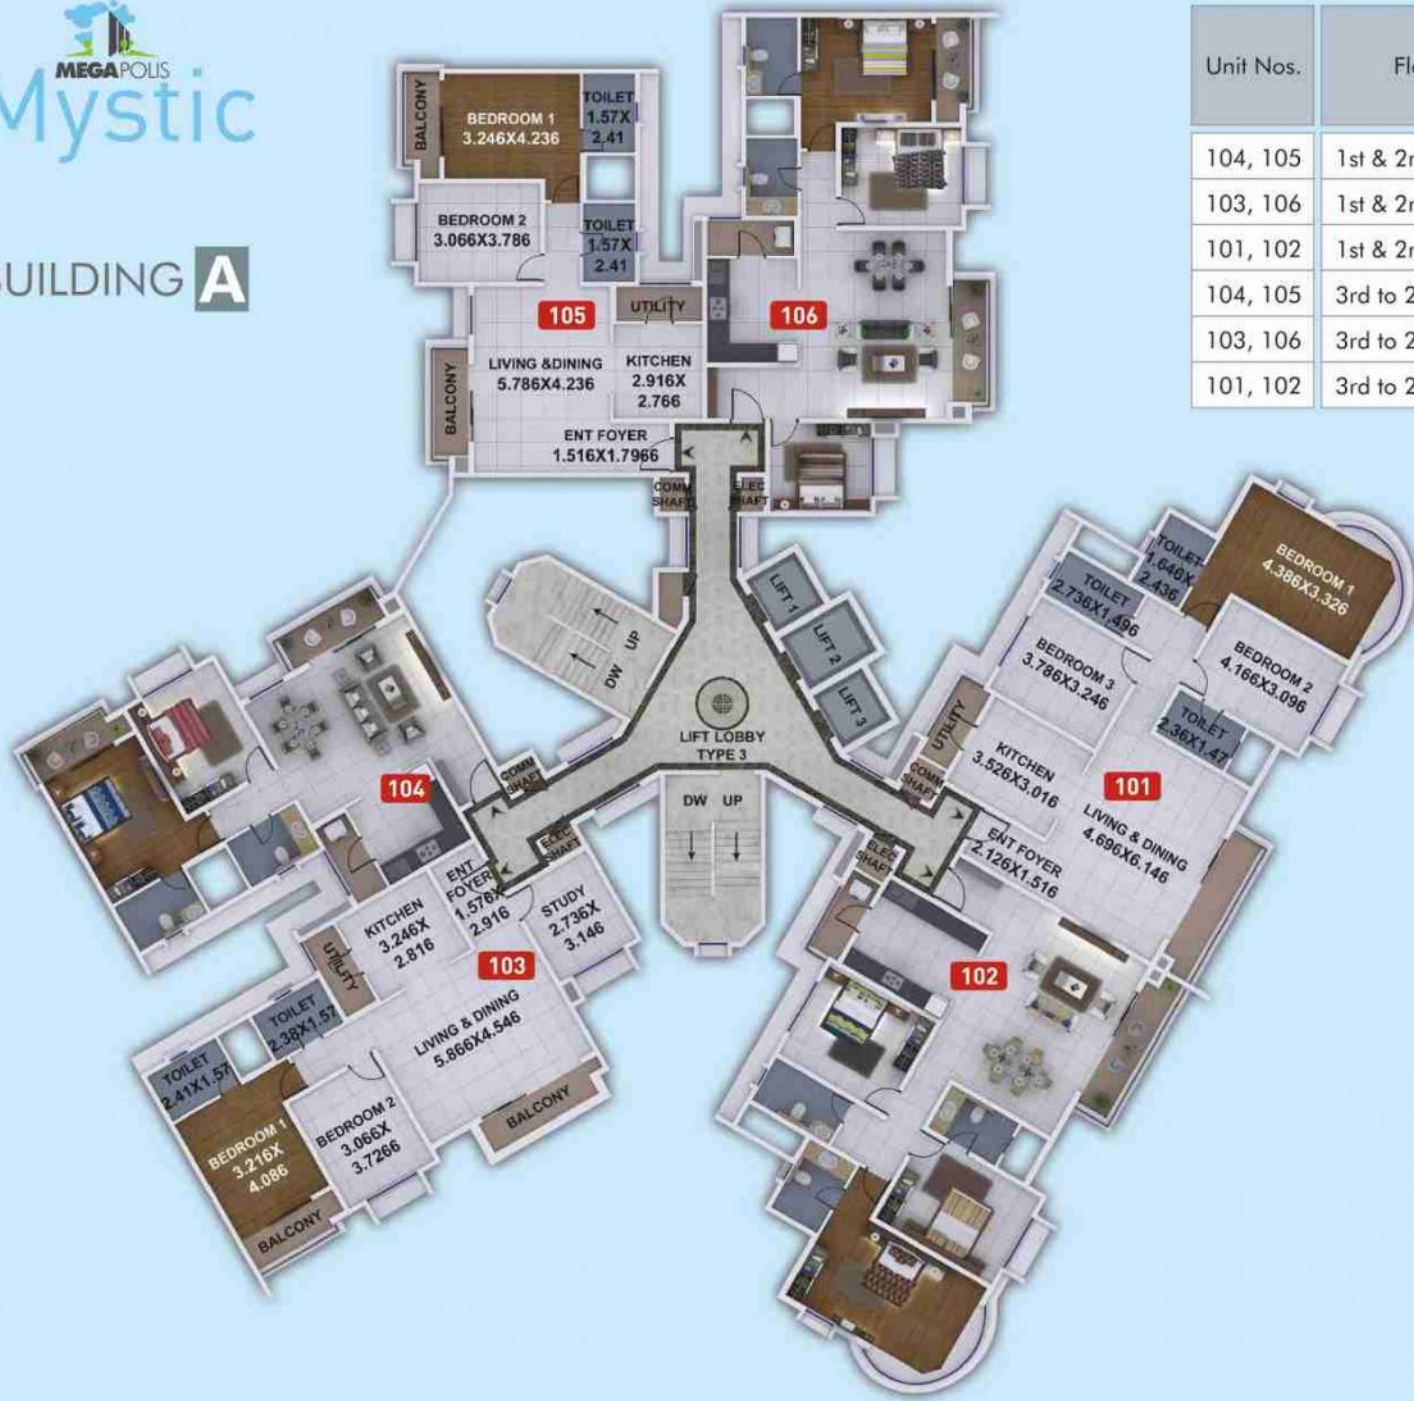 MEGAPOLIS
Mystic
BUILDING A
Unit Nos.
104, 105 1st &
103, 106 1st &
101, 102 1st &
104, 105 3rd to
103, 106 3rd to
101, 102 3rd to
BALCONY
BEDROOM 1
3.246X4.236
TOILET
1.57X
2.41
BEDROOM 2
3.066X3.786
TOILET
1.57X
2.41
105
UTILITY
106
LIVING &DINING
5.786X4.236
KITCHEN
2.916X
2.766
BALCONY
ENT FOYER
1.516X1.7966
COMM
SHAFT
ELEC
SHAFT
LIFT 1
LIFT 2
LIFT 3
UP
DW
LIFT LOBBY
TYPE 3
DW UP
TOILET
1.646X
2.436
BEDROOM 1
4.386X3.326
TOILET
2.736X1.496
BEDROOM 3
3.786X3.246
BEDROOM 2
4.166X3.096
TOILET
2.36X1.47
UTILITY
KITCHEN
3.526X3.016
COMM
SHAFT
101
LIVING & DINING
4.696X6.146
ENT FOYER
2.126X1.516
ELEC
SHAFT
102
104
COMM
SHAFT
ELEC
SHAFT
ENT
FOYER
1.576X
2.916
STUDY
2.736X
3.146
KITCHEN
3.246X
2.816
UTILITY
103
LIVING & DINING
5.866X4.546
TOILET
2.38X1.57
TOILET
2.41X1.57
BALCONY
BEDROOM 1
3.216X
4.086
BEDROOM 2
3.066X
3.7266
BALCONY